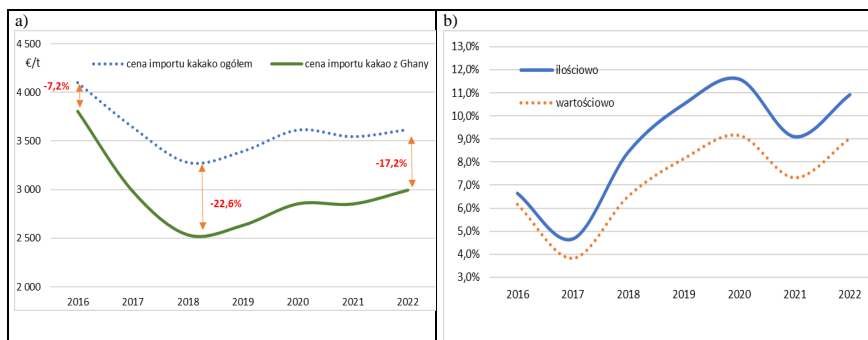 a)
4 500
€/t
cena importu kakako ogółem
cena importu kakao z Ghany
-7,2%
4 000
3 500
-17,2%
3 000
-22,6%
2 500
2 000
2016 2017 2018 2019 2020 2021 2022
b)
13,0%
12,0%
ilościowo
11,0%
wartościowo
10,0%
9,0%
8,0%
7,0%
6,0%
5,0%
4,0%
3,0%
2016 2017 2018 2019 2020 2021 2022